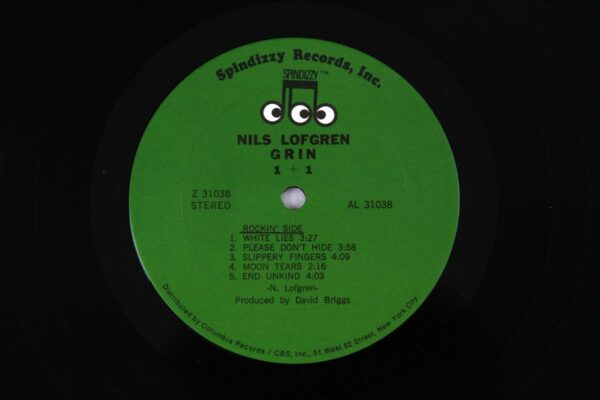 Spindizzy Records, Inc.
SPINDIZZY™
NILS LOFGREN
GRIN
1 + 1
Z 31038
STEREO
AL 31038
ROCKIN' SIDE
1. WHITE LIES 3:27
2. PLEASE DON'T HIDE 3:58
3. SLIPPERY FINGERS 4:09
4. MOON TEARS 2:16
5. END UNKIND 4:03
-N. Lofgren-
Produced by David Briggs
Distributed by Columbia Records / CBS, Inc., 51 West 52 Street, New York City